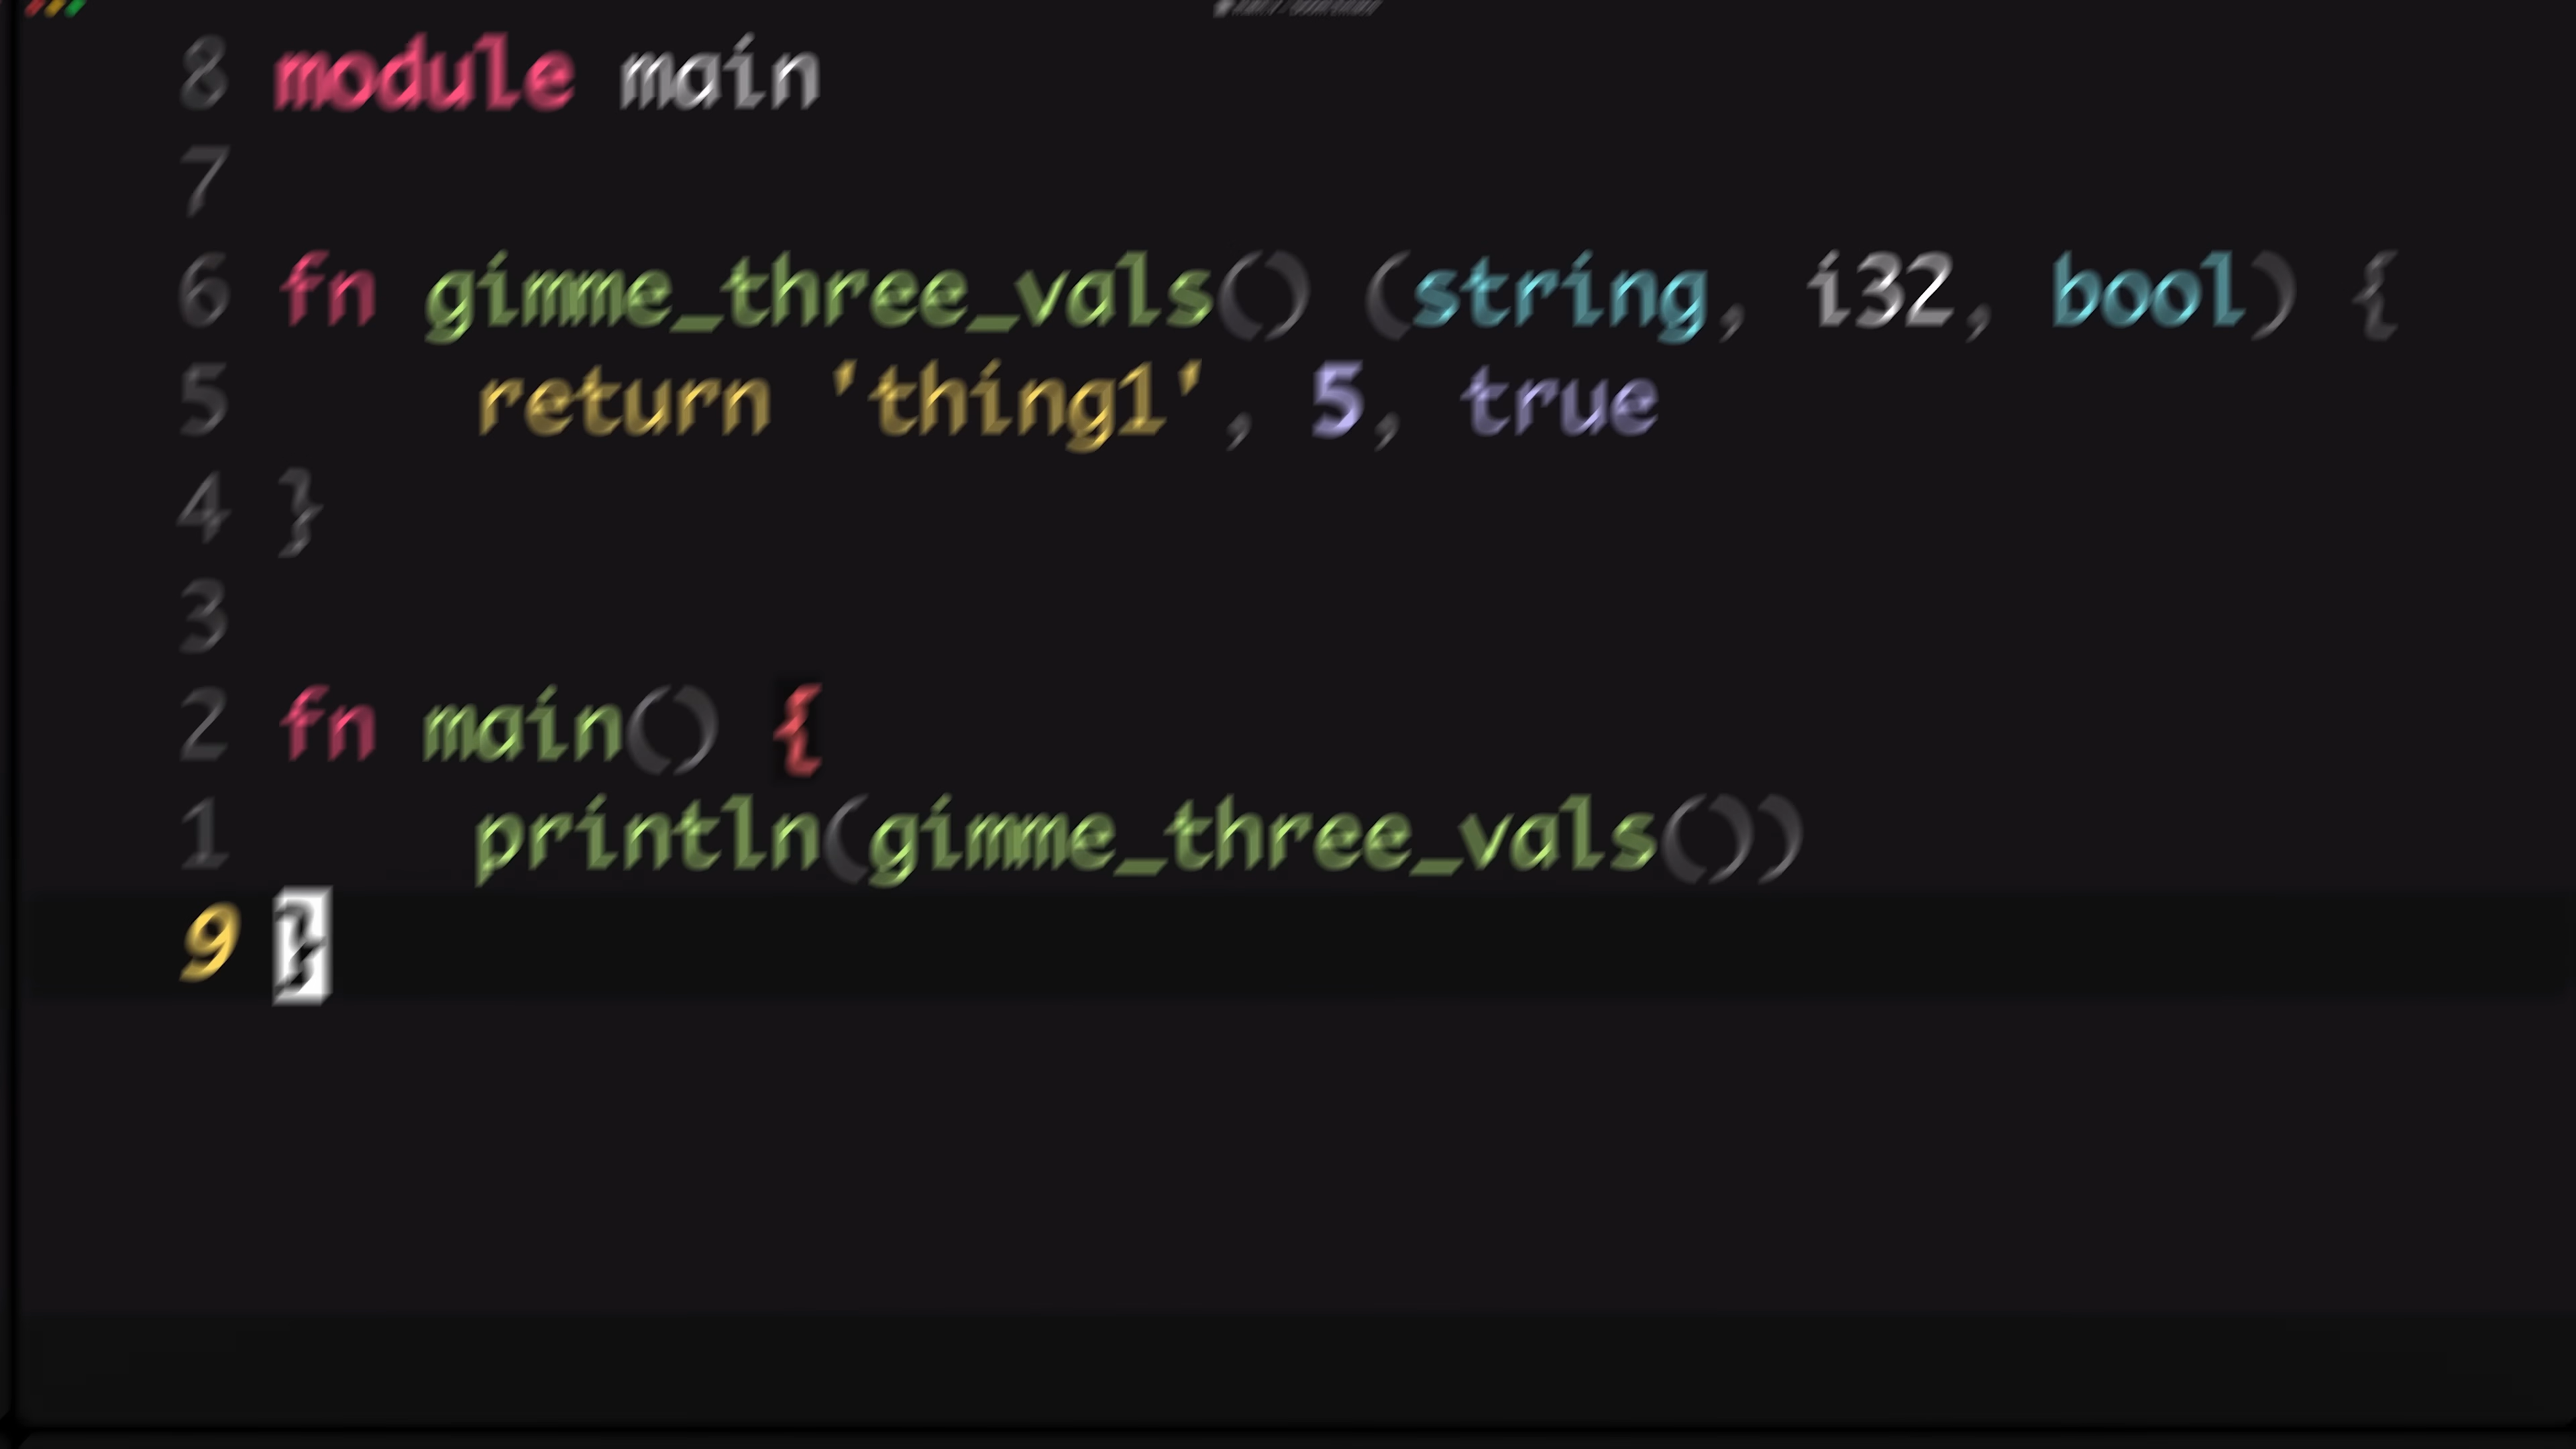 8 module main
7
6 fn gimme_three_vals() (string, i32, bool) {
5     return 'thing1', 5, true
4 }
3
2 fn main() {
1     println(gimme_three_vals())
9 }